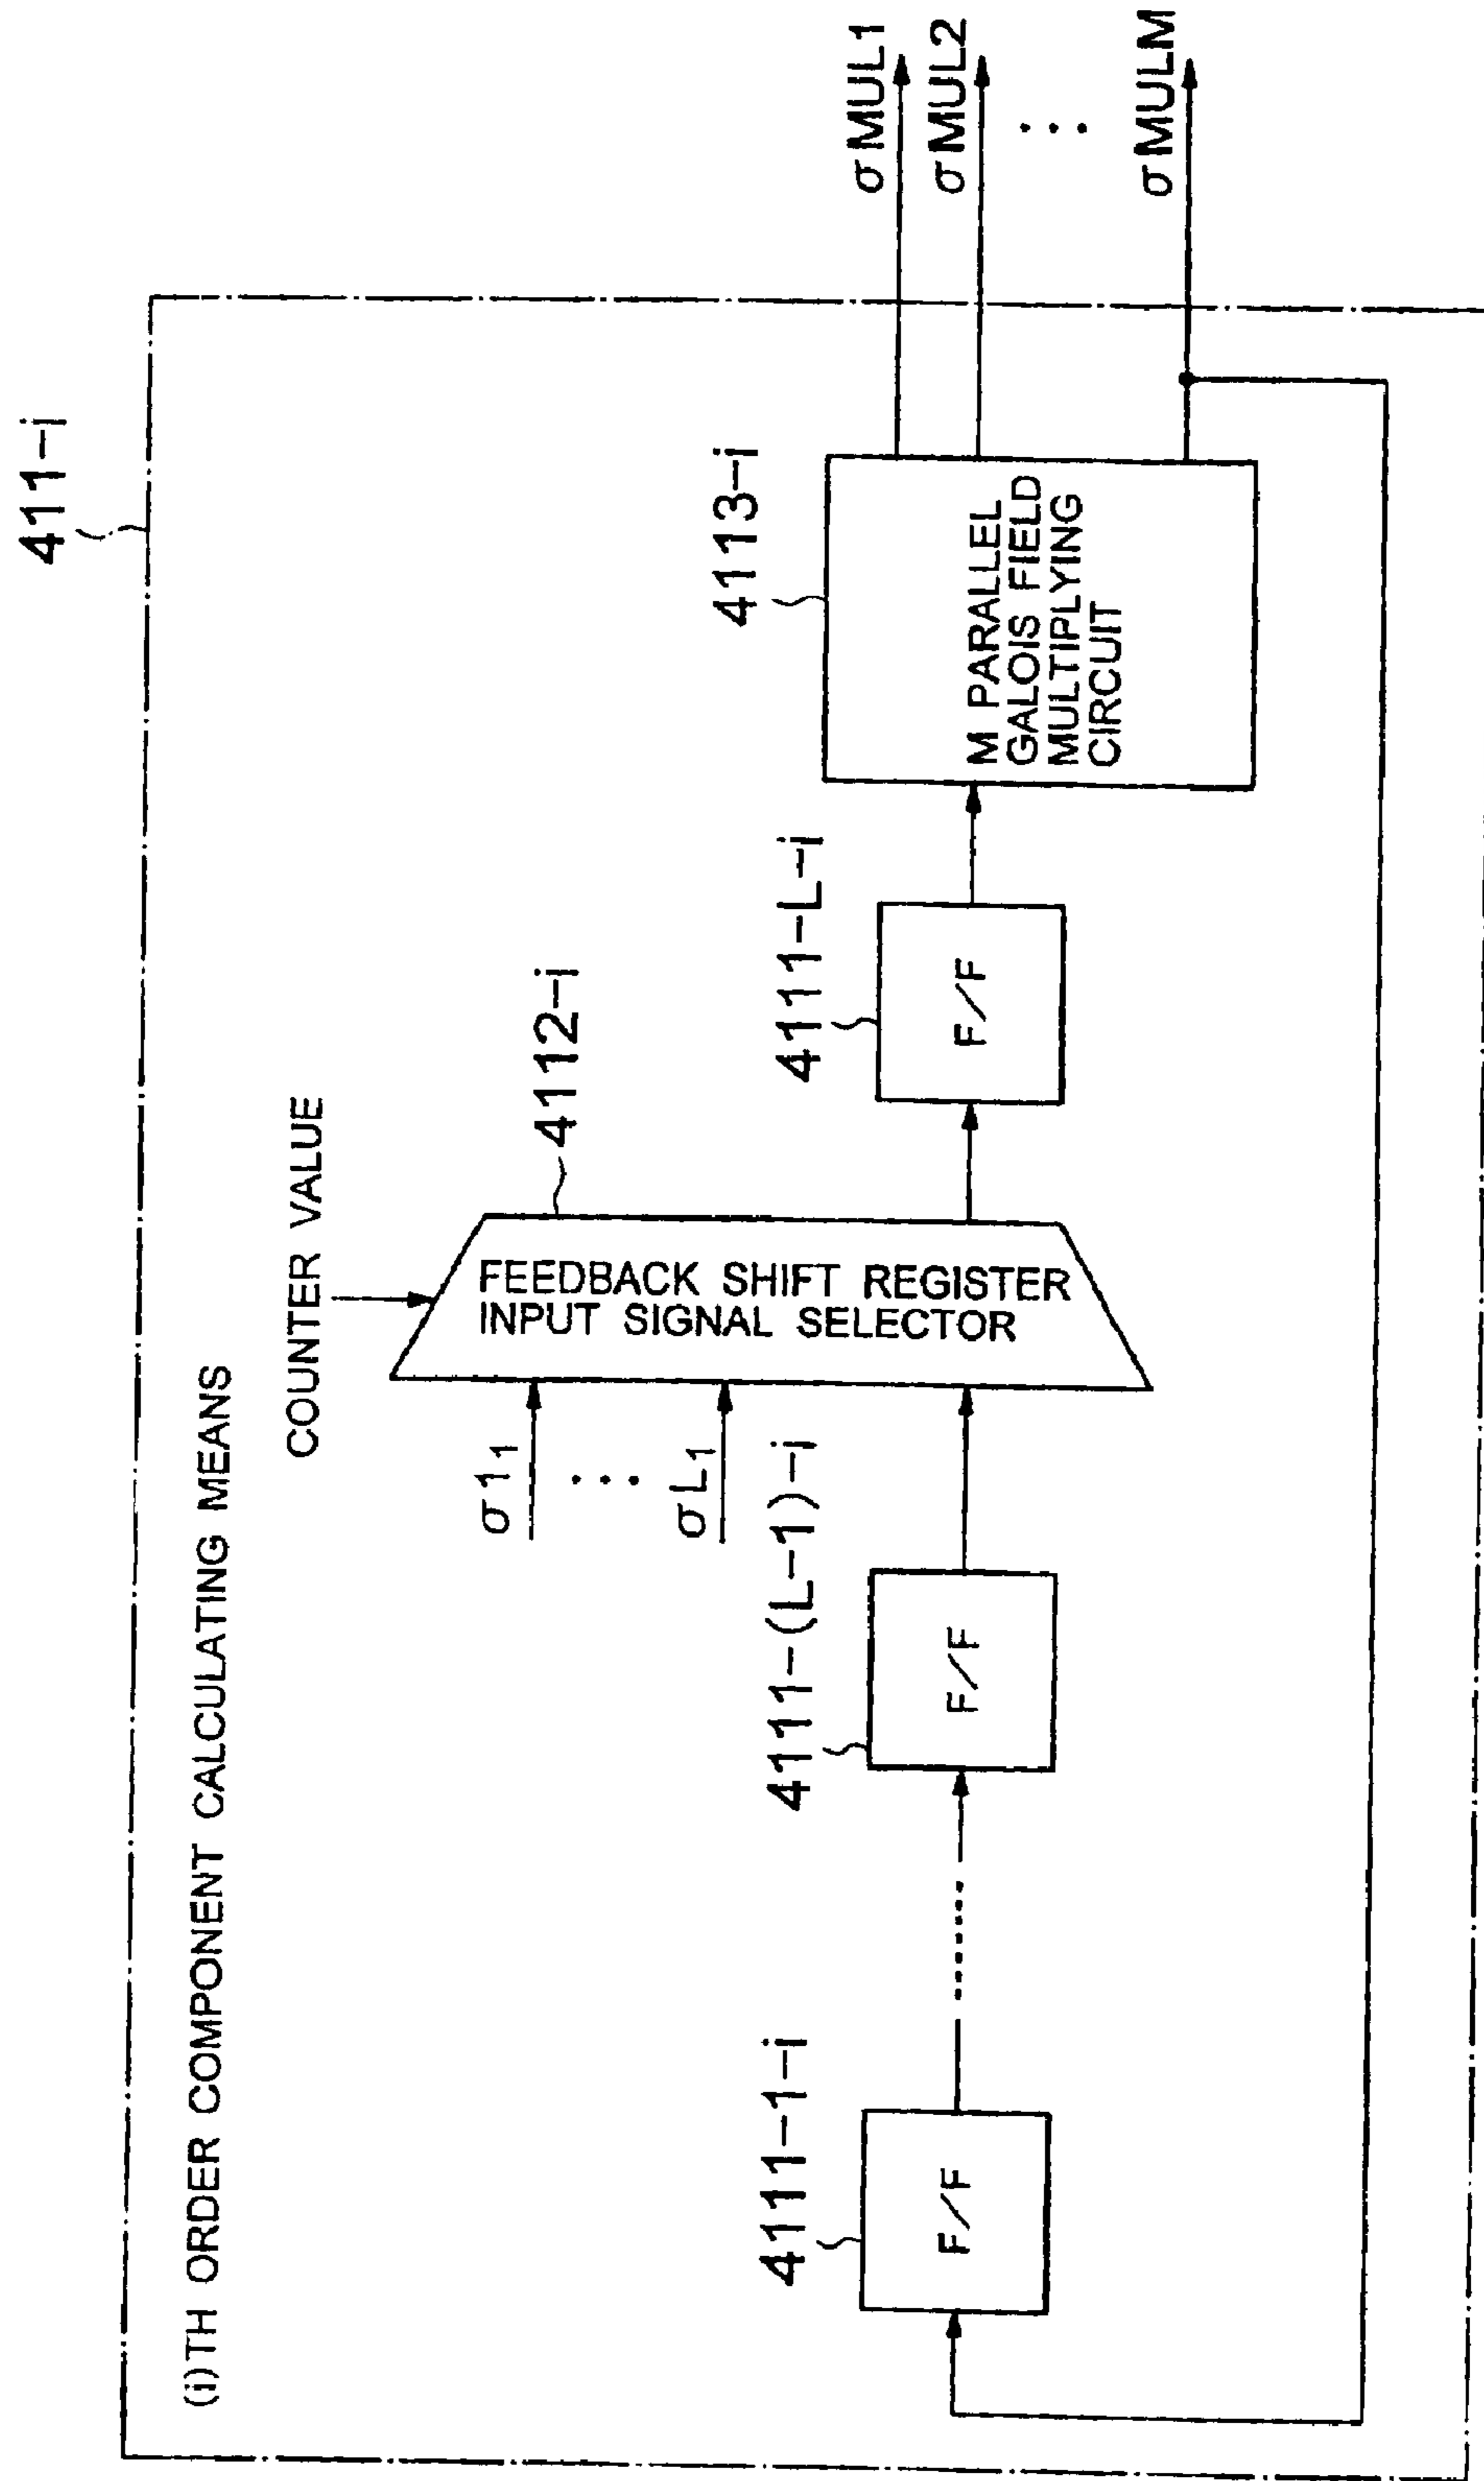 411-i
(i)TH ORDER COMPONENT CALCULATING MEANS
COUNTER VALUE
4112-i
FEEDBACK SHIFT REGISTER
INPUT SIGNAL SELECTOR
σ1₁
...
σL₁
4111-1-i
F/F
4111-(L-1)-i
F/F
4111-L-i
F/F
4113-i
M PARALLEL
GALOIS FIELD
MULTIPLYING
CIRCUIT
σMUL1
σMUL2
...
σMULM